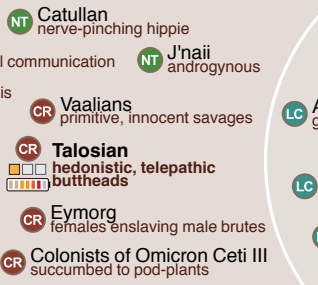 NT Catullan
nerve-pinching hippie
l communication
NT J'naii
androgynous
is
CR Vaalians
primitive, innocent savages
LC
CR Talosian
hedonistic, telepathic
buttheads
LC
CR Eymorg
females enslaving male brutes
CR Colonists of Omicron Ceti III
succumbed to pod-plants